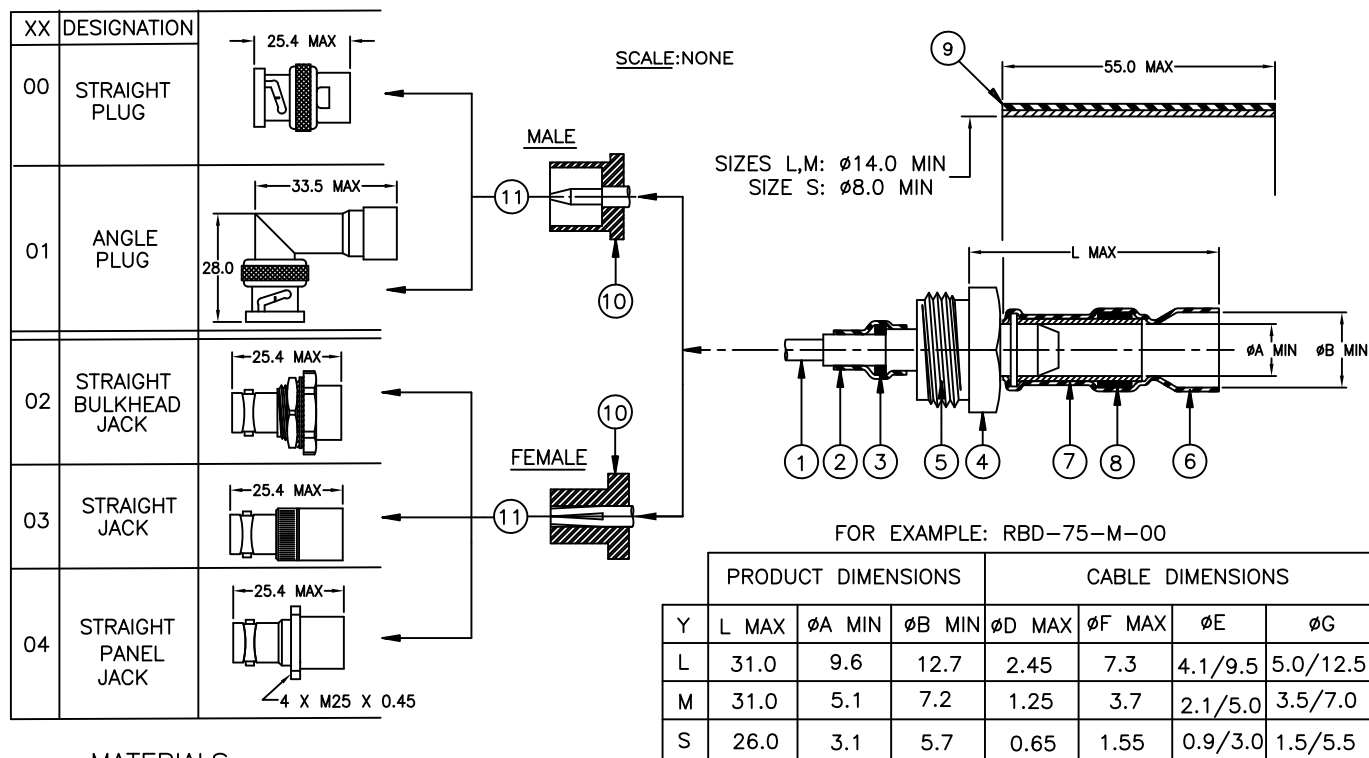 XX DESIGNATION
00 STRAIGHT PLUG
25.4 MAX
01 ANGLE PLUG
33.5 MAX
28.0
02 STRAIGHT BULKHEAD JACK
25.4 MAX
03 STRAIGHT JACK
25.4 MAX
04 STRAIGHT PANEL JACK
25.4 MAX
4 X M25 X 0.45
SCALE:NONE
MALE
11
10
FEMALE
10
11
9
55.0 MAX
SIZES L,M: ø14.0 MIN
SIZE S: ø8.0 MIN
L MAX
øA MIN
øB MIN
1 2 3 5 4 7 8 6
FOR EXAMPLE: RBD-75-M-00
PRODUCT DIMENSIONS CABLE DIMENSIONS
Y L MAX øA MIN øB MIN øD MAX øF MAX øE øG
L 31.0 9.6 12.7 2.45 7.3 4.1/9.5 5.0/12.5
M 31.0 5.1 7.2 1.25 3.7 2.1/5.0 3.5/7.0
S 26.0 3.1 5.7 0.65 1.55 0.9/3.0 1.5/5.5
MATERIALS